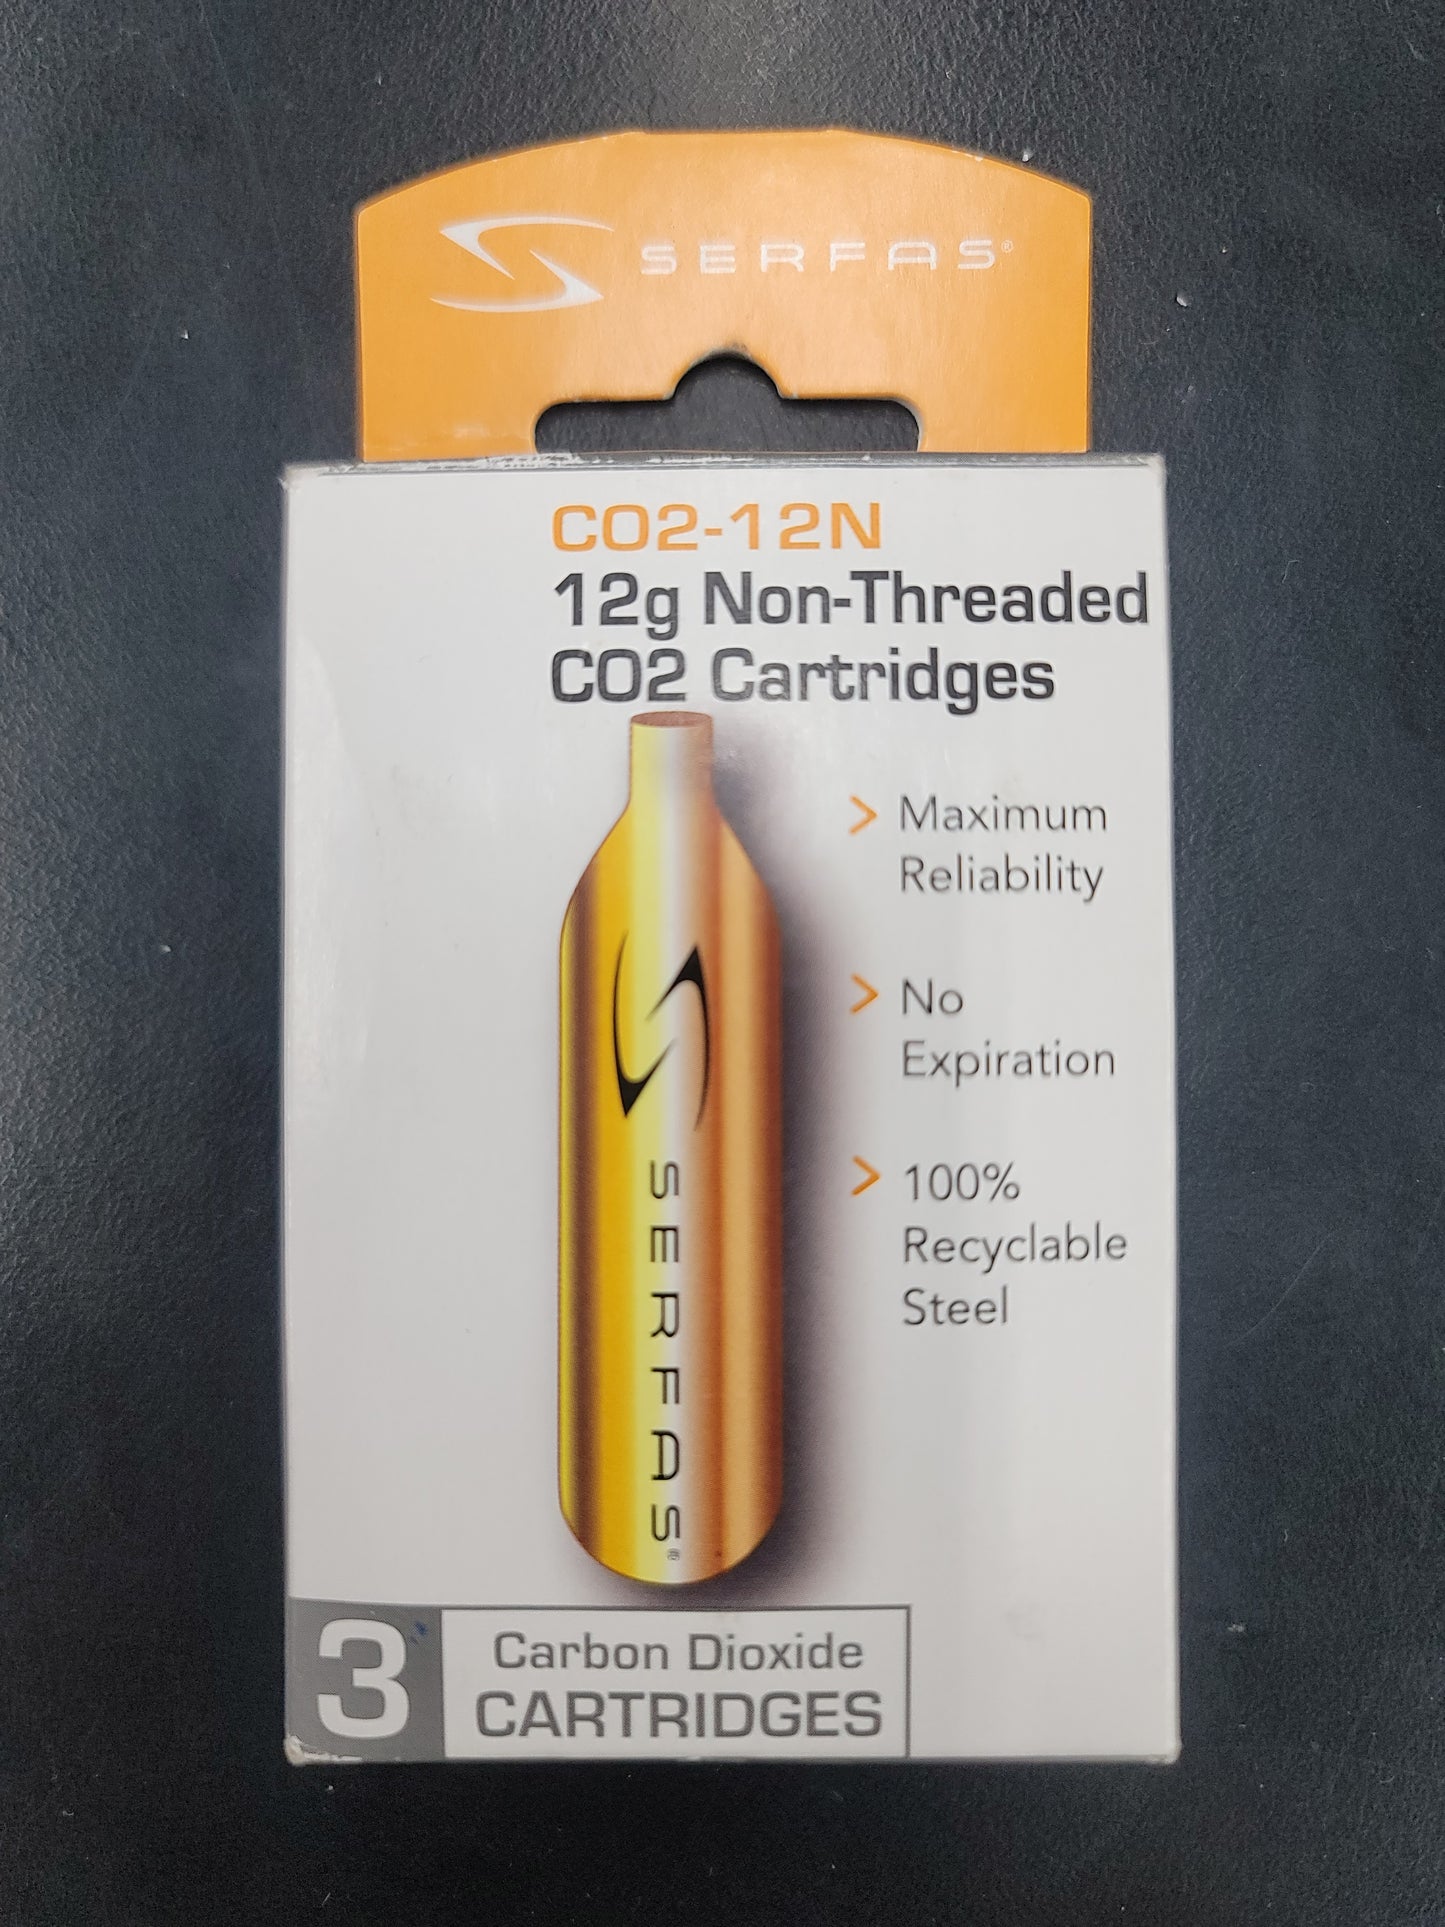 SERFAS®
CO2-12N
12g Non-Threaded
CO2 Cartridges
> Maximum
Reliability
> No
Expiration
> 100%
Recyclable
Steel
SERFAS®
3
Carbon Dioxide
CARTRIDGES